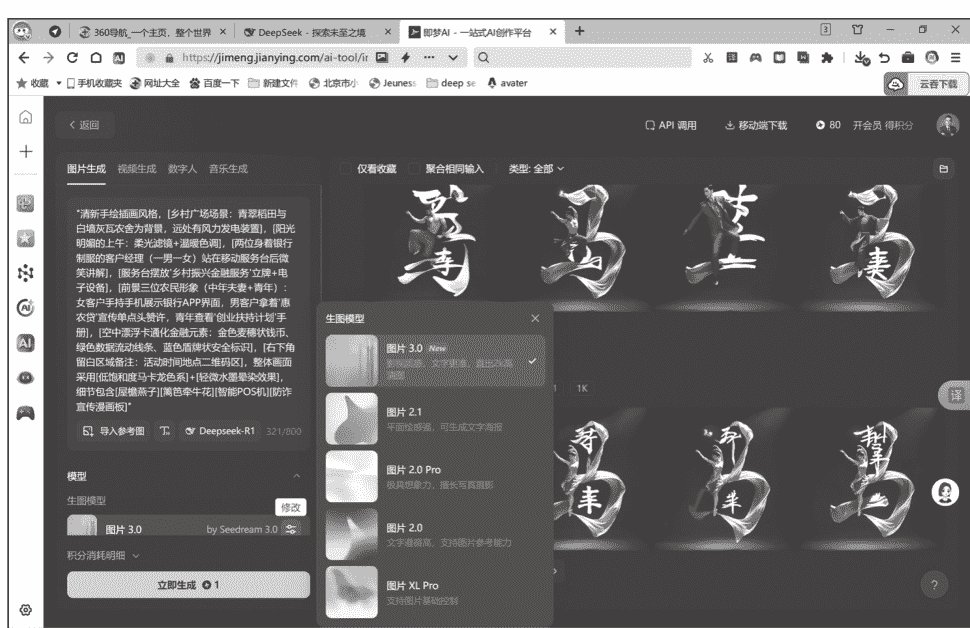 360导航_一个主页，整个世界
DeepSeek - 探索未至之境
即梦AI - 一站式AI创作平台
3
https://jimeng.jianying.com/ai-tool/ir
收藏
手机收藏夹
网址大全
百度一下
新建文件
北京市小
Jeuness
deep se
avater
云吞下载
返回
API 调用
移动端下载
80
开会员 得积分
图片生成
视频生成
数字人
音乐生成
仅看收藏
聚合相同输入
类型: 全部
"清新手绘插画风格，[乡村广场场景：青翠稻田与
白墙灰瓦农舍为背景，远处有风力发电装置]，[阳光
明媚的上午：柔光滤镜+温暖色调]，[两位身着银行
制服的客户经理（一男一女）站在移动服务台后微
笑讲解]，[服务台摆放'乡村振兴金融服务'立牌+电
子设备]，[前景三位农民形象（中年夫妻+青年）：
女客户手持手机展示银行APP界面，男客户拿着'惠
农贷'宣传单点头赞许，青年查看'创业扶持计划'手
册]，[空中漂浮卡通化金融元素：金色麦穗状钱币、
绿色数据流动线条、蓝色盾牌状安全标识]，[右下角
留白区域备注：活动时间地点二维码区]，整体画面
采用[低饱和度马卡龙色系]+[轻微水墨晕染效果]，
细节包含[屋檐燕子][篱笆牵牛花][智能POS机][防诈
宣传漫画板]"
导入参考图
Deepseek-R1
321/800
模型
生图模型
修改
图片 3.0
by Seedream 3.0
积分消耗明细
立即生成
1
生图模型
图片 3.0
New
图片 2.1
平面绘感强，可生成文字海报
图片 2.0 Pro
极具想象力，擅长写真摄影
图片 2.0
文字遵循高，支持图片参考能力
图片 XL Pro
支持图片基础控制
1K
译
AI
?